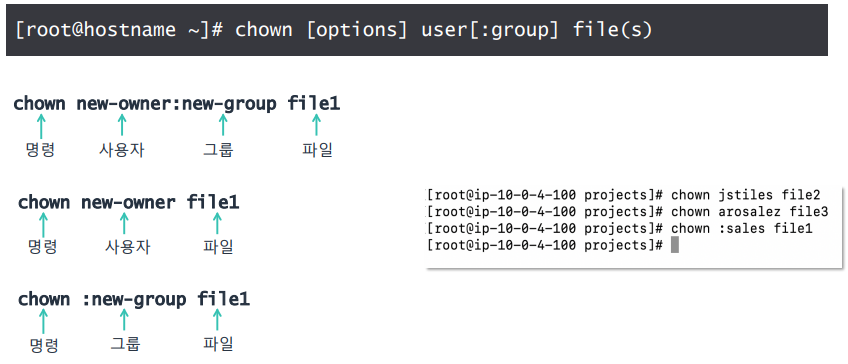 [root@hostname ~]# chown [options] user[:group] file(s)
chown new-owner:new-group file1
명령 사용자 그룹 파일
chown new-owner file1
명령 사용자 파일
chown :new-group file1
명령 그룹 파일
[root@ip-10-0-4-100 projects]# chown jstiles file2
[root@ip-10-0-4-100 projects]# chown arosalez file3
[root@ip-10-0-4-100 projects]# chown :sales file1
[root@ip-10-0-4-100 projects]#